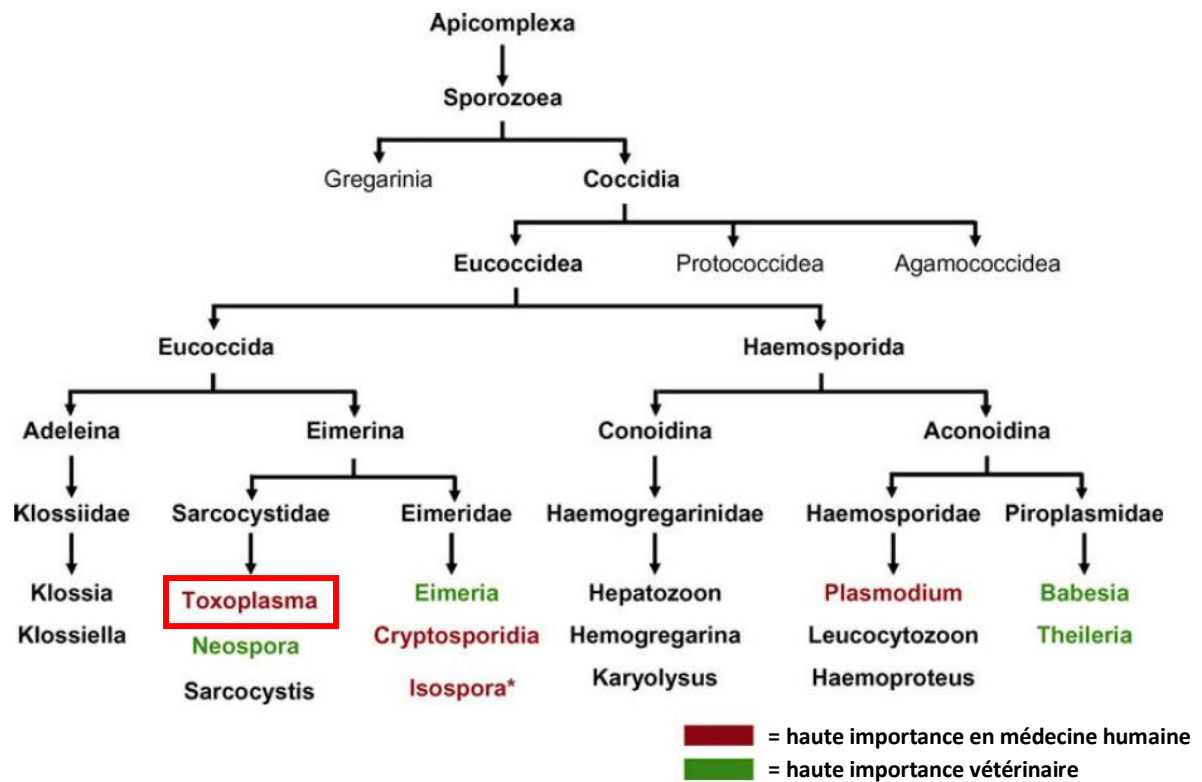 Apicomplexa
Sporozoea
Gregarinia Coccidia
Eucoccidea Protococcidea Agamococcidea
Eucoccida Haemosporida
Adeleina Eimerina Conoidina Aconoidina
Klossiidae Sarcocystidae Eimeridae Haemogregarinidae Haemosporidae Piroplasmidae
Klossia Toxoplasma Eimeria Hepatozoon Plasmodium Babesia
Klossiella Neospora Cryptosporidia Hemogregarina Leucocytozoon Theileria
Sarcocystis Isospora* Karyolysus Haemoproteus
= haute importance en médecine humaine
= haute importance vétérinaire